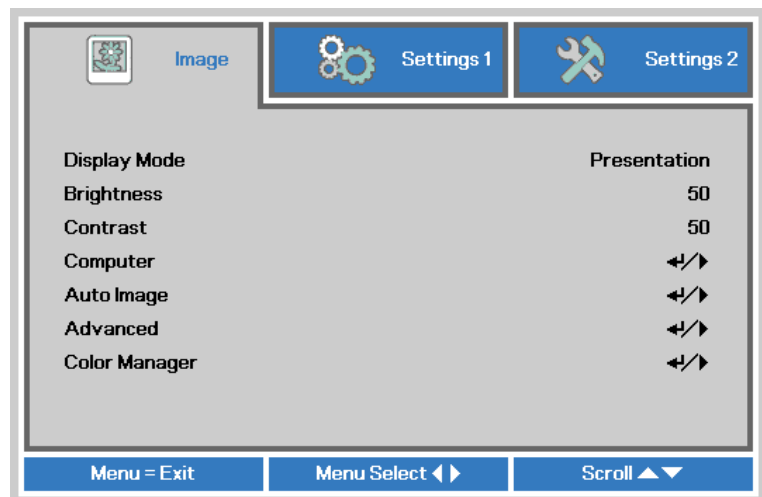 Image Settings 1 Settings 2
Display Mode Presentation
Brightness 50
Contrast 50
Computer ↵/▶
Auto Image ↵/▶
Advanced ↵/▶
Color Manager ↵/▶
Menu = Exit Menu Select ◀ ▶ Scroll ▲▼